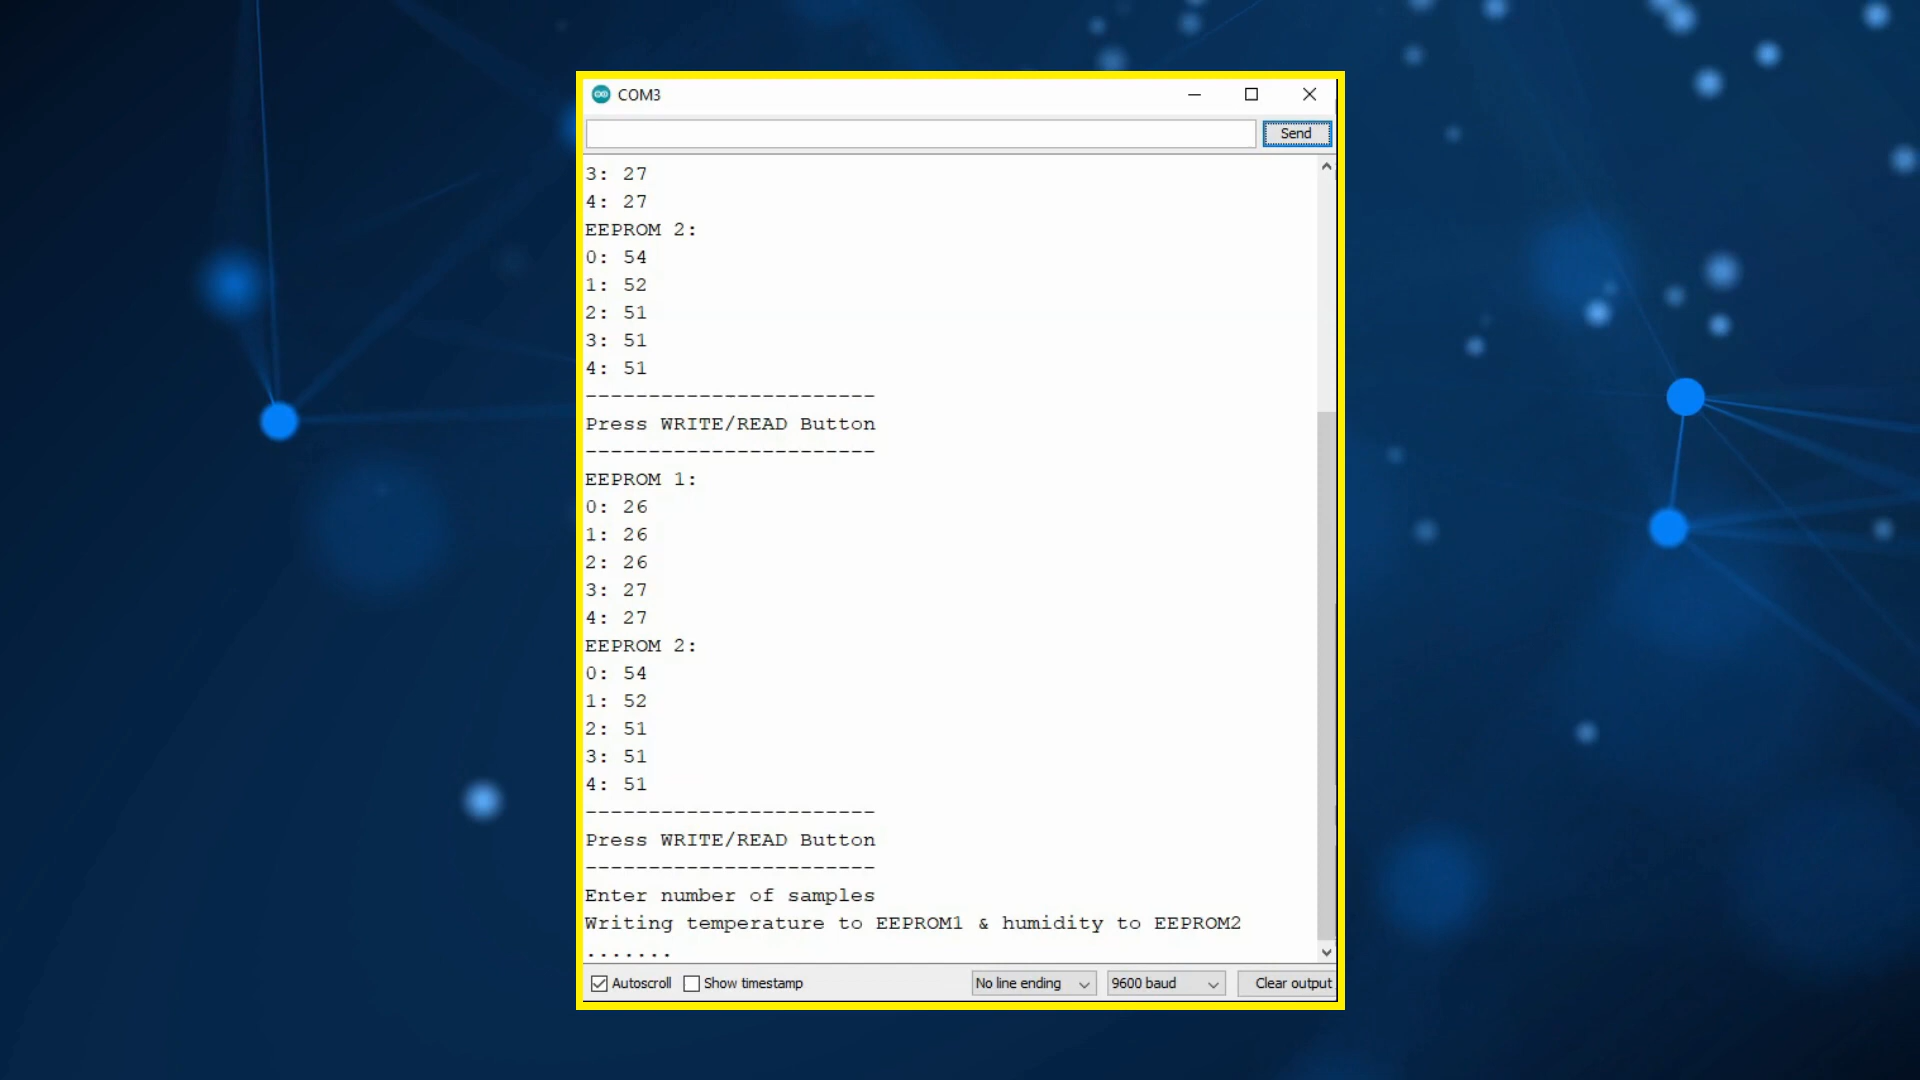 COM3
Send
3: 27
4: 27
EEPROM 2:
0: 54
1: 52
2: 51
3: 51
4: 51
-----------------------
Press WRITE/READ Button
-----------------------
EEPROM 1:
0: 26
1: 26
2: 26
3: 27
4: 27
EEPROM 2:
0: 54
1: 52
2: 51
3: 51
4: 51
-----------------------
Press WRITE/READ Button
-----------------------
Enter number of samples
Writing temperature to EEPROM1 & humidity to EEPROM2
.......
Autoscroll Show timestamp No line ending 9600 baud Clear output